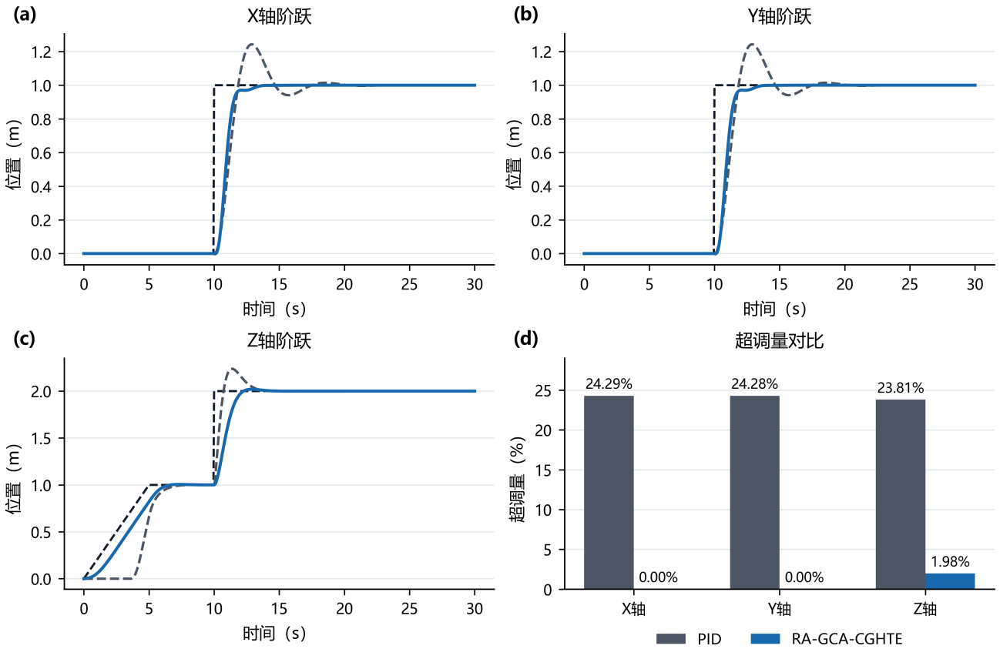 (a)
X轴阶跃
1.2
1.0
0.8
0.6
0.4
0.2
0.0
位置（m）
0 5 10 15 20 25 30
时间（s）
(b)
Y轴阶跃
1.2
1.0
0.8
0.6
0.4
0.2
0.0
位置（m）
0 5 10 15 20 25 30
时间（s）
(c)
Z轴阶跃
2.0
1.5
1.0
0.5
0.0
位置（m）
0 5 10 15 20 25 30
时间（s）
(d)
超调量对比
25
20
15
10
5
0
超调量（%）
24.29%
0.00%
24.28%
0.00%
23.81%
1.98%
X轴 Y轴 Z轴
PID RA-GCA-CGHTE